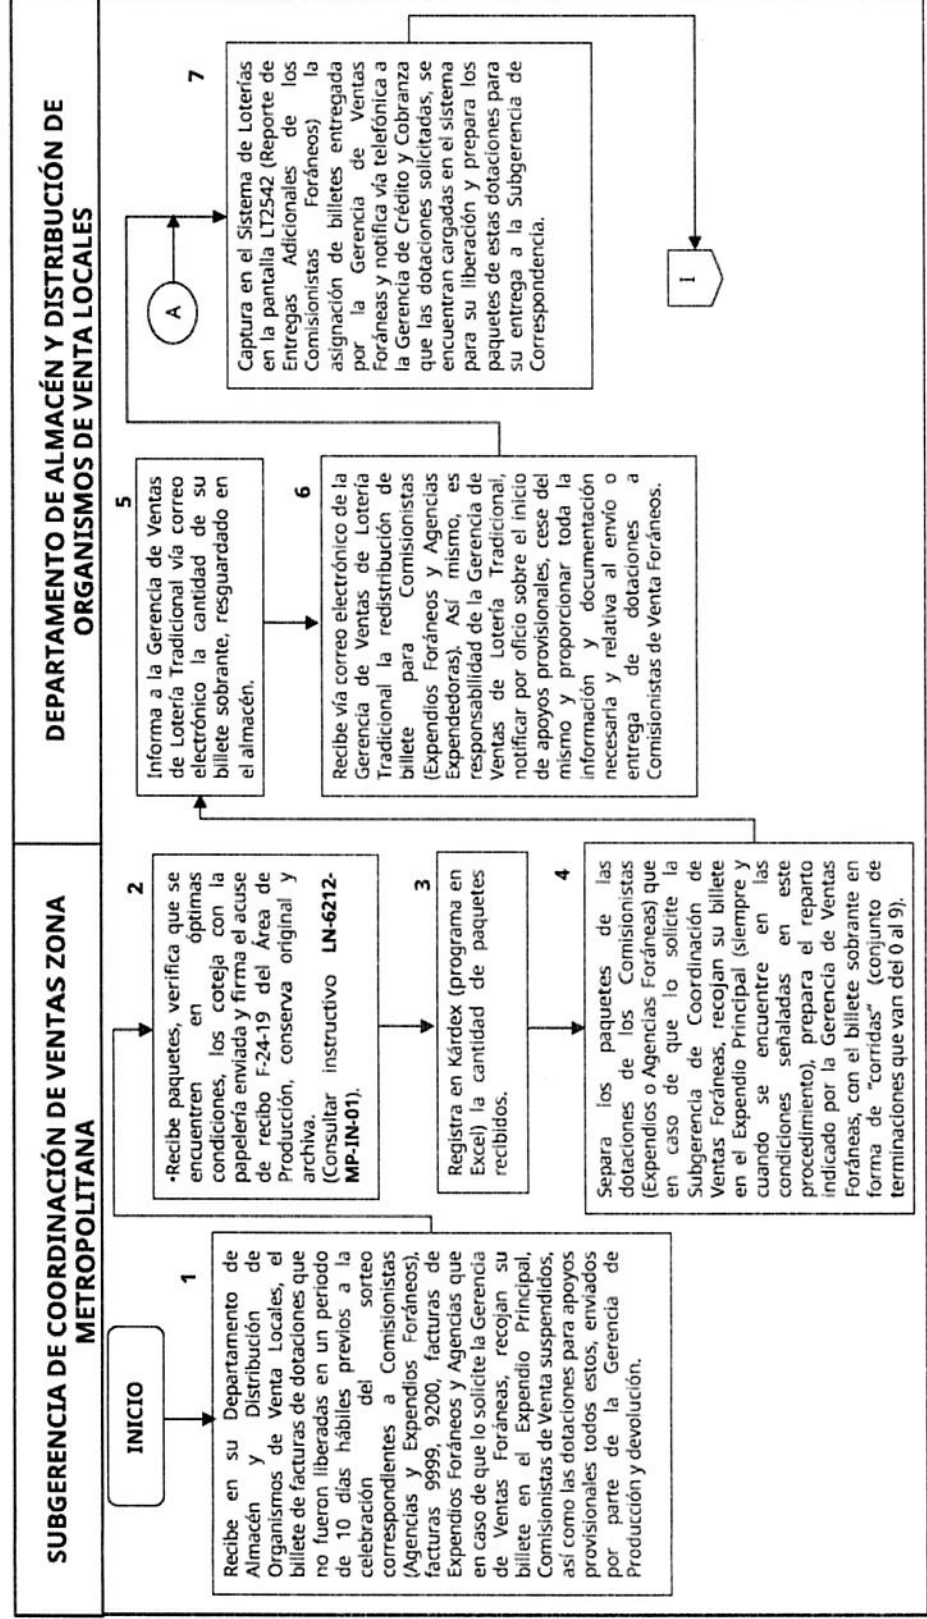 SUBGERENCIA DE COORDINACIÓN DE VENTAS ZONA
METROPOLITANA
DEPARTAMENTO DE ALMACÉN Y DISTRIBUCIÓN DE
ORGANISMOS DE VENTA LOCALES
INICIO
1
Recibe en su Departamento de
Almacén y Distribución de
Organismos de Venta Locales, el
billete de facturas de dotaciones que
no fueron liberadas en un periodo
de 10 días hábiles previos a la
celebración del sorteo
correspondientes a Comisionistas
(Agencias y Expendios Foráneos),
facturas 9999, 9200, facturas de
Expendios Foráneos y Agencias que
en caso de que lo solicite la Gerencia
de Ventas Foráneas, recojan su
billete en el Expendio Principal,
Comisionistas de Venta suspendidos,
así como las dotaciones para apoyos
provisionales todos estos, enviados
por parte de la Gerencia de
Producción y devolución.
2
•Recibe paquetes, verifica que se
encuentren en óptimas
condiciones, los coteja con la
papelería enviada y firma el acuse
de recibo F-24-19 del Área de
Producción, conserva original y
archiva.
(Consultar instructivo LN-6212-
MP-IN-01).
3
Registra en Kárdex (programa en
Excel) la cantidad de paquetes
recibidos.
4
Separa los paquetes de las
dotaciones de los Comisionistas
(Expendios o Agencias Foráneas) que
en caso de que lo solicite la
Subgerencia de Coordinación de
Ventas Foráneas, recojan su billete
en el Expendio Principal (siempre y
cuando se encuentre en las
condiciones señaladas en este
procedimiento), prepara el reparto
indicado por la Gerencia de Ventas
Foráneas, con el billete sobrante en
forma de "corridas" (conjunto de
terminaciones que van del 0 al 9).
5
Informa a la Gerencia de Ventas
de Lotería Tradicional vía correo
electrónico la cantidad de su
billete sobrante, resguardado en
el almacén.
6
Recibe vía correo electrónico de la
Gerencia de Ventas de Lotería
Tradicional la redistribución de
billete para Comisionistas
(Expendios Foráneos y Agencias
Expendedoras). Así mismo, es
responsabilidad de la Gerencia de
Ventas de Lotería Tradicional,
notificar por oficio sobre el inicio
de apoyos provisionales, cese del
mismo y proporcionar toda la
información y documentación
necesaria y relativa al envío o
entrega de dotaciones a
Comisionistas de Venta Foráneos.
A
7
Captura en el Sistema de Loterías
en la pantalla LT2542 (Reporte de
Entregas Adicionales de los
Comisionistas Foráneos) la
asignación de billetes entregada
por la Gerencia de Ventas
Foráneas y notifica vía telefónica a
la Gerencia de Crédito y Cobranza
que las dotaciones solicitadas, se
encuentran cargadas en el sistema
para su liberación y prepara los
paquetes de estas dotaciones para
su entrega a la Subgerencia de
Correspondencia.
I